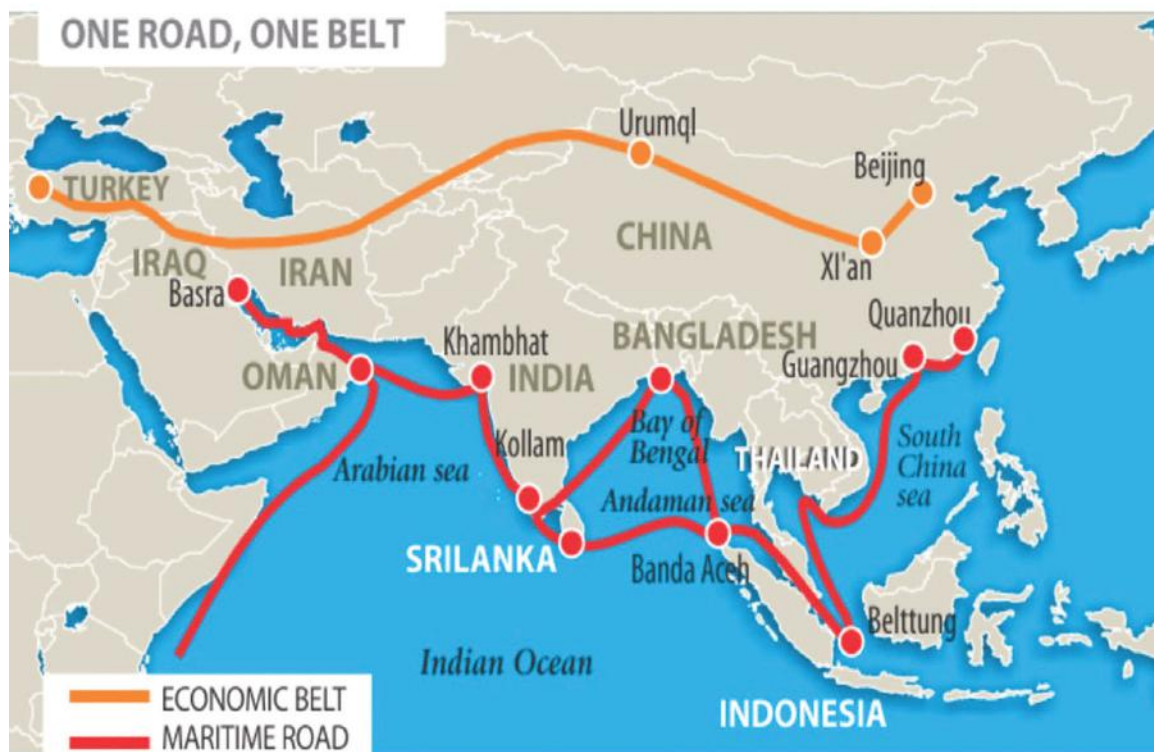 ONE ROAD, ONE BELT
Urumql
Beijing
TURKEY
CHINA
XI'an
IRAQ
IRAN
Basra
Quanzhou
BANGLADESH
Khambhat
Guangzhou
OMAN
INDIA
Bay of
Bengal
Kollam
South
China
sea
THAILAND
Arabian sea
Andaman sea
SRILANKA
Banda Aceh
Belttung
Indian Ocean
ECONOMIC BELT
INDONESIA
MARITIME ROAD